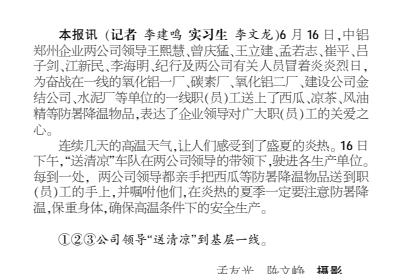 本报讯 (记者 李建鸣 实习生 李文龙)6 月 16 日,中铝
郑州企业两公司领导王熙慧、曾庆猛、王立建、孟若志、崔平、吕
子剑、江新民、李海明、纪行及两公司有关人员冒着炎炎烈日,
为奋战在一线的氧化铝一厂、碳素厂、氧化铝二厂、建设公司金
结公司、水泥厂等单位的一线职(员)工送上了西瓜、凉茶、风油
精等防暑降温物品,表达了企业领导对广大职(员)工的关爱之
心。
连续几天的高温天气,让人们感受到了盛夏的炎热。16 日
下午,“送清凉”车队在两公司领导的带领下,驶进各生产单位。
每到一处，两公司领导都亲手把西瓜等防暑降温物品送到职
(员)工的手上,并嘱咐他们,在炎热的夏季一定要注意防暑降
温,保重身体,确保高温条件下的安全生产。
①②③公司领导“送清凉”到基层一线。
孟友光 陈文峥 摄影